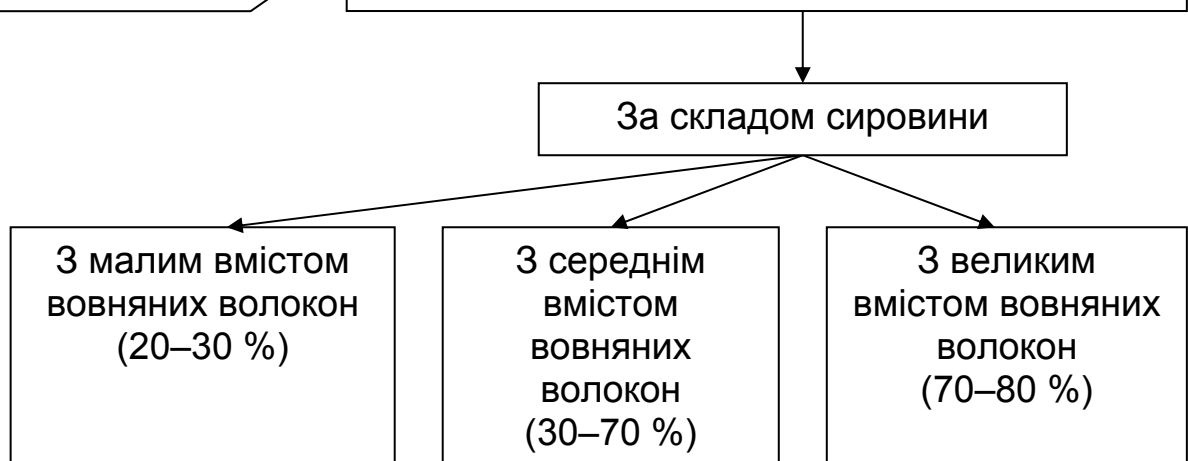 За складом сировини
З малим вмістом
вовняних волокон
(20–30 %)
З середнім
вмістом
вовняних
волокон
(30–70 %)
З великим
вмістом вовняних
волокон
(70–80 %)